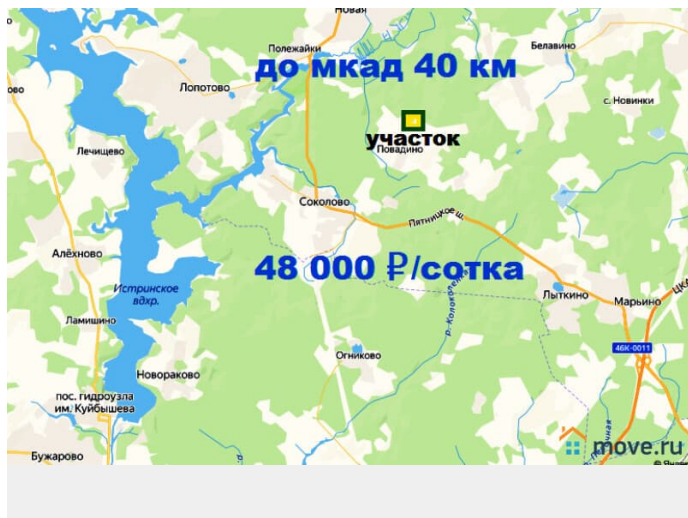 Новая
Полежайки
Белавино
до мкад 40 км
Лопотово
с. Новинки
участок
Повадино
Лечищево
Соколово
Пятницкое ш.
Алёхново
48 000 ₽/сотка
Истринское
вдхр.
р. Колоколенка
Лыткино
Марьино
ЦКА
Ламишино
46К-0011
Огниково
Новораково
пос. гидроузла
им. Куйбышева
move.ru
Бужарово
р.